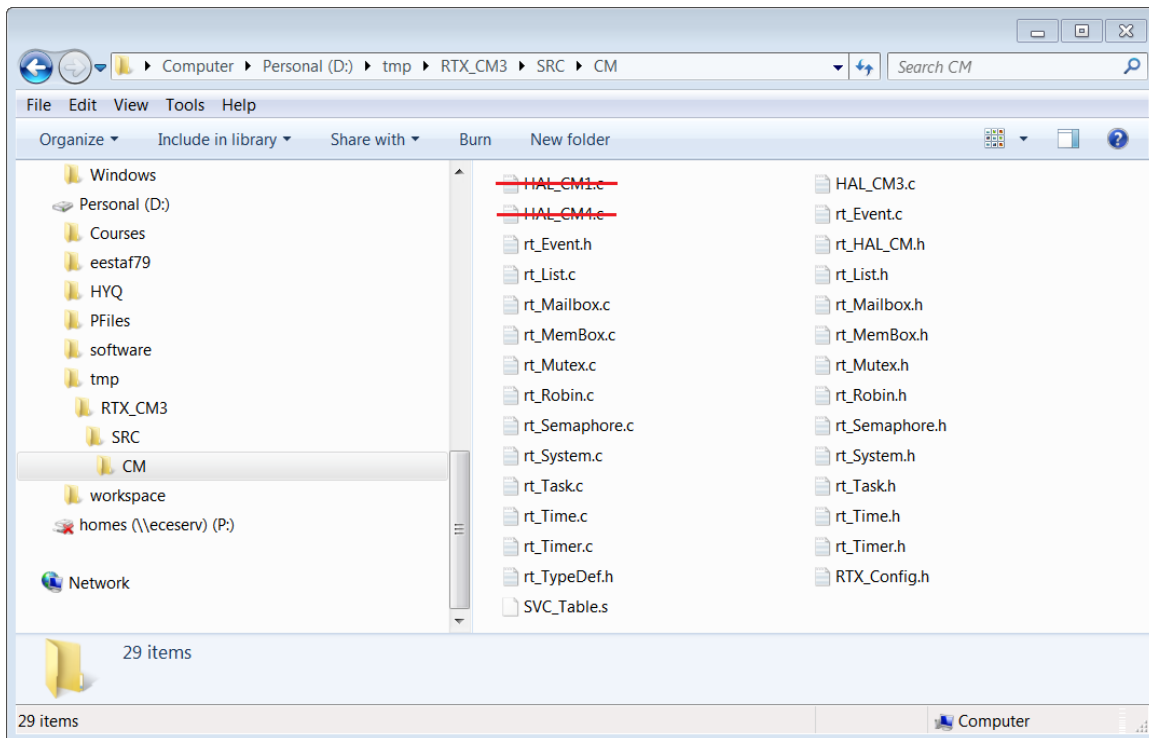 Computer Personal (D:) tmp RTX_CM3 SRC CM
Search CM
File Edit View Tools Help
Organize Include in library Share with Burn New folder
Windows
Personal (D:)
Courses
eestaf79
HYQ
PFiles
software
tmp
RTX_CM3
SRC
CM
workspace
homes (\\eceserv) (P:)
Network
HAL_CM1.c HAL_CM3.c
HAL_CM4.c rt_Event.c
rt_Event.h rt_HAL_CM.h
rt_List.c rt_List.h
rt_Mailbox.c rt_Mailbox.h
rt_MemBox.c rt_MemBox.h
rt_Mutex.c rt_Mutex.h
rt_Robin.c rt_Robin.h
rt_Semaphore.c rt_Semaphore.h
rt_System.c rt_System.h
rt_Task.c rt_Task.h
rt_Time.c rt_Time.h
rt_Timer.c rt_Timer.h
rt_TypeDef.h RTX_Config.h
SVC_Table.s
29 items
29 items Computer